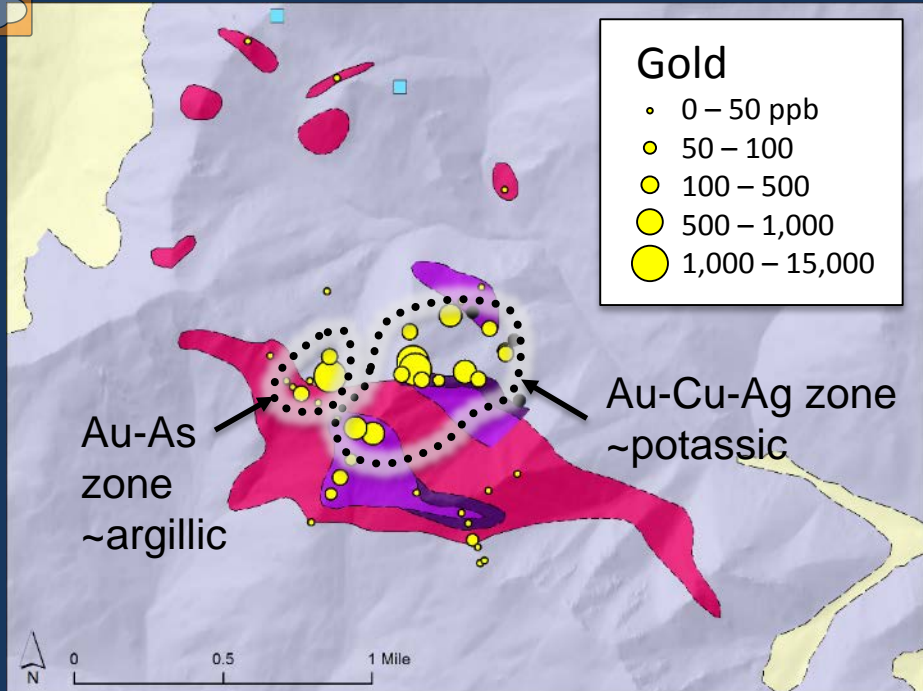 Gold
0 – 50 ppb
50 – 100
100 – 500
500 – 1,000
1,000 – 15,000
Au-As
zone
~argillic
Au-Cu-Ag zone
~potassic
N
0 0.5 1 Mile